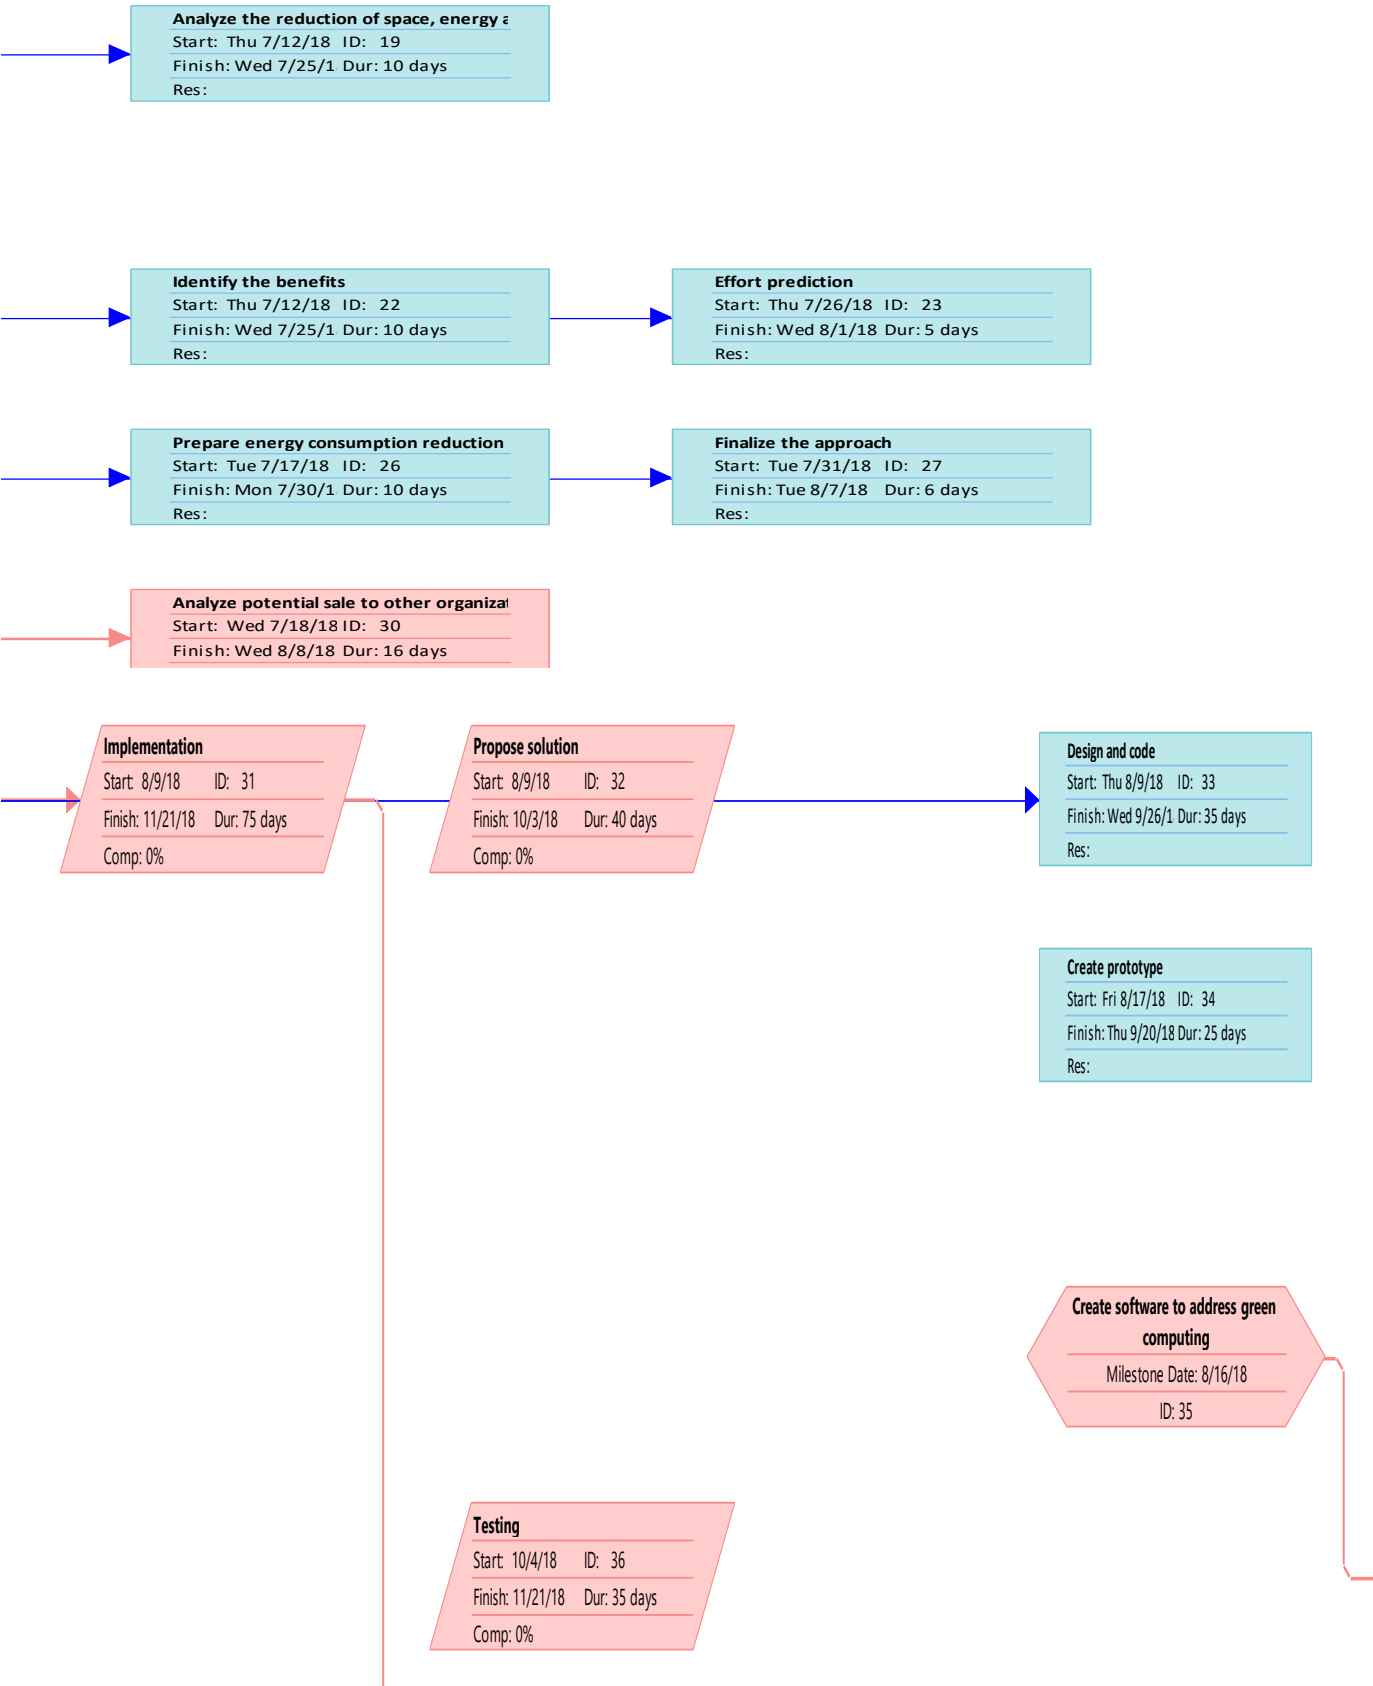 Analyze the reduction of space, energy a
Start: Thu 7/12/18 ID: 19
Finish: Wed 7/25/1 Dur: 10 days
Res:
Identify the benefits
Start: Thu 7/12/18 ID: 22
Finish: Wed 7/25/1 Dur: 10 days
Res:
Effort prediction
Start: Thu 7/26/18 ID: 23
Finish: Wed 8/1/18 Dur: 5 days
Res:
Prepare energy consumption reduction
Start: Tue 7/17/18 ID: 26
Finish: Mon 7/30/1 Dur: 10 days
Res:
Finalize the approach
Start: Tue 7/31/18 ID: 27
Finish: Tue 8/7/18 Dur: 6 days
Res:
Analyze potential sale to other organizat
Start: Wed 7/18/18 ID: 30
Finish: Wed 8/8/18 Dur: 16 days
Implementation
Start: 8/9/18 ID: 31
Finish: 11/21/18 Dur: 75 days
Comp: 0%
Propose solution
Start: 8/9/18 ID: 32
Finish: 10/3/18 Dur: 40 days
Comp: 0%
Design and code
Start: Thu 8/9/18 ID: 33
Finish: Wed 9/26/1 Dur: 35 days
Res:
Create prototype
Start: Fri 8/17/18 ID: 34
Finish: Thu 9/20/18 Dur: 25 days
Res:
Create software to address green
computing
Milestone Date: 8/16/18
ID: 35
Testing
Start: 10/4/18 ID: 36
Finish: 11/21/18 Dur: 35 days
Comp: 0%